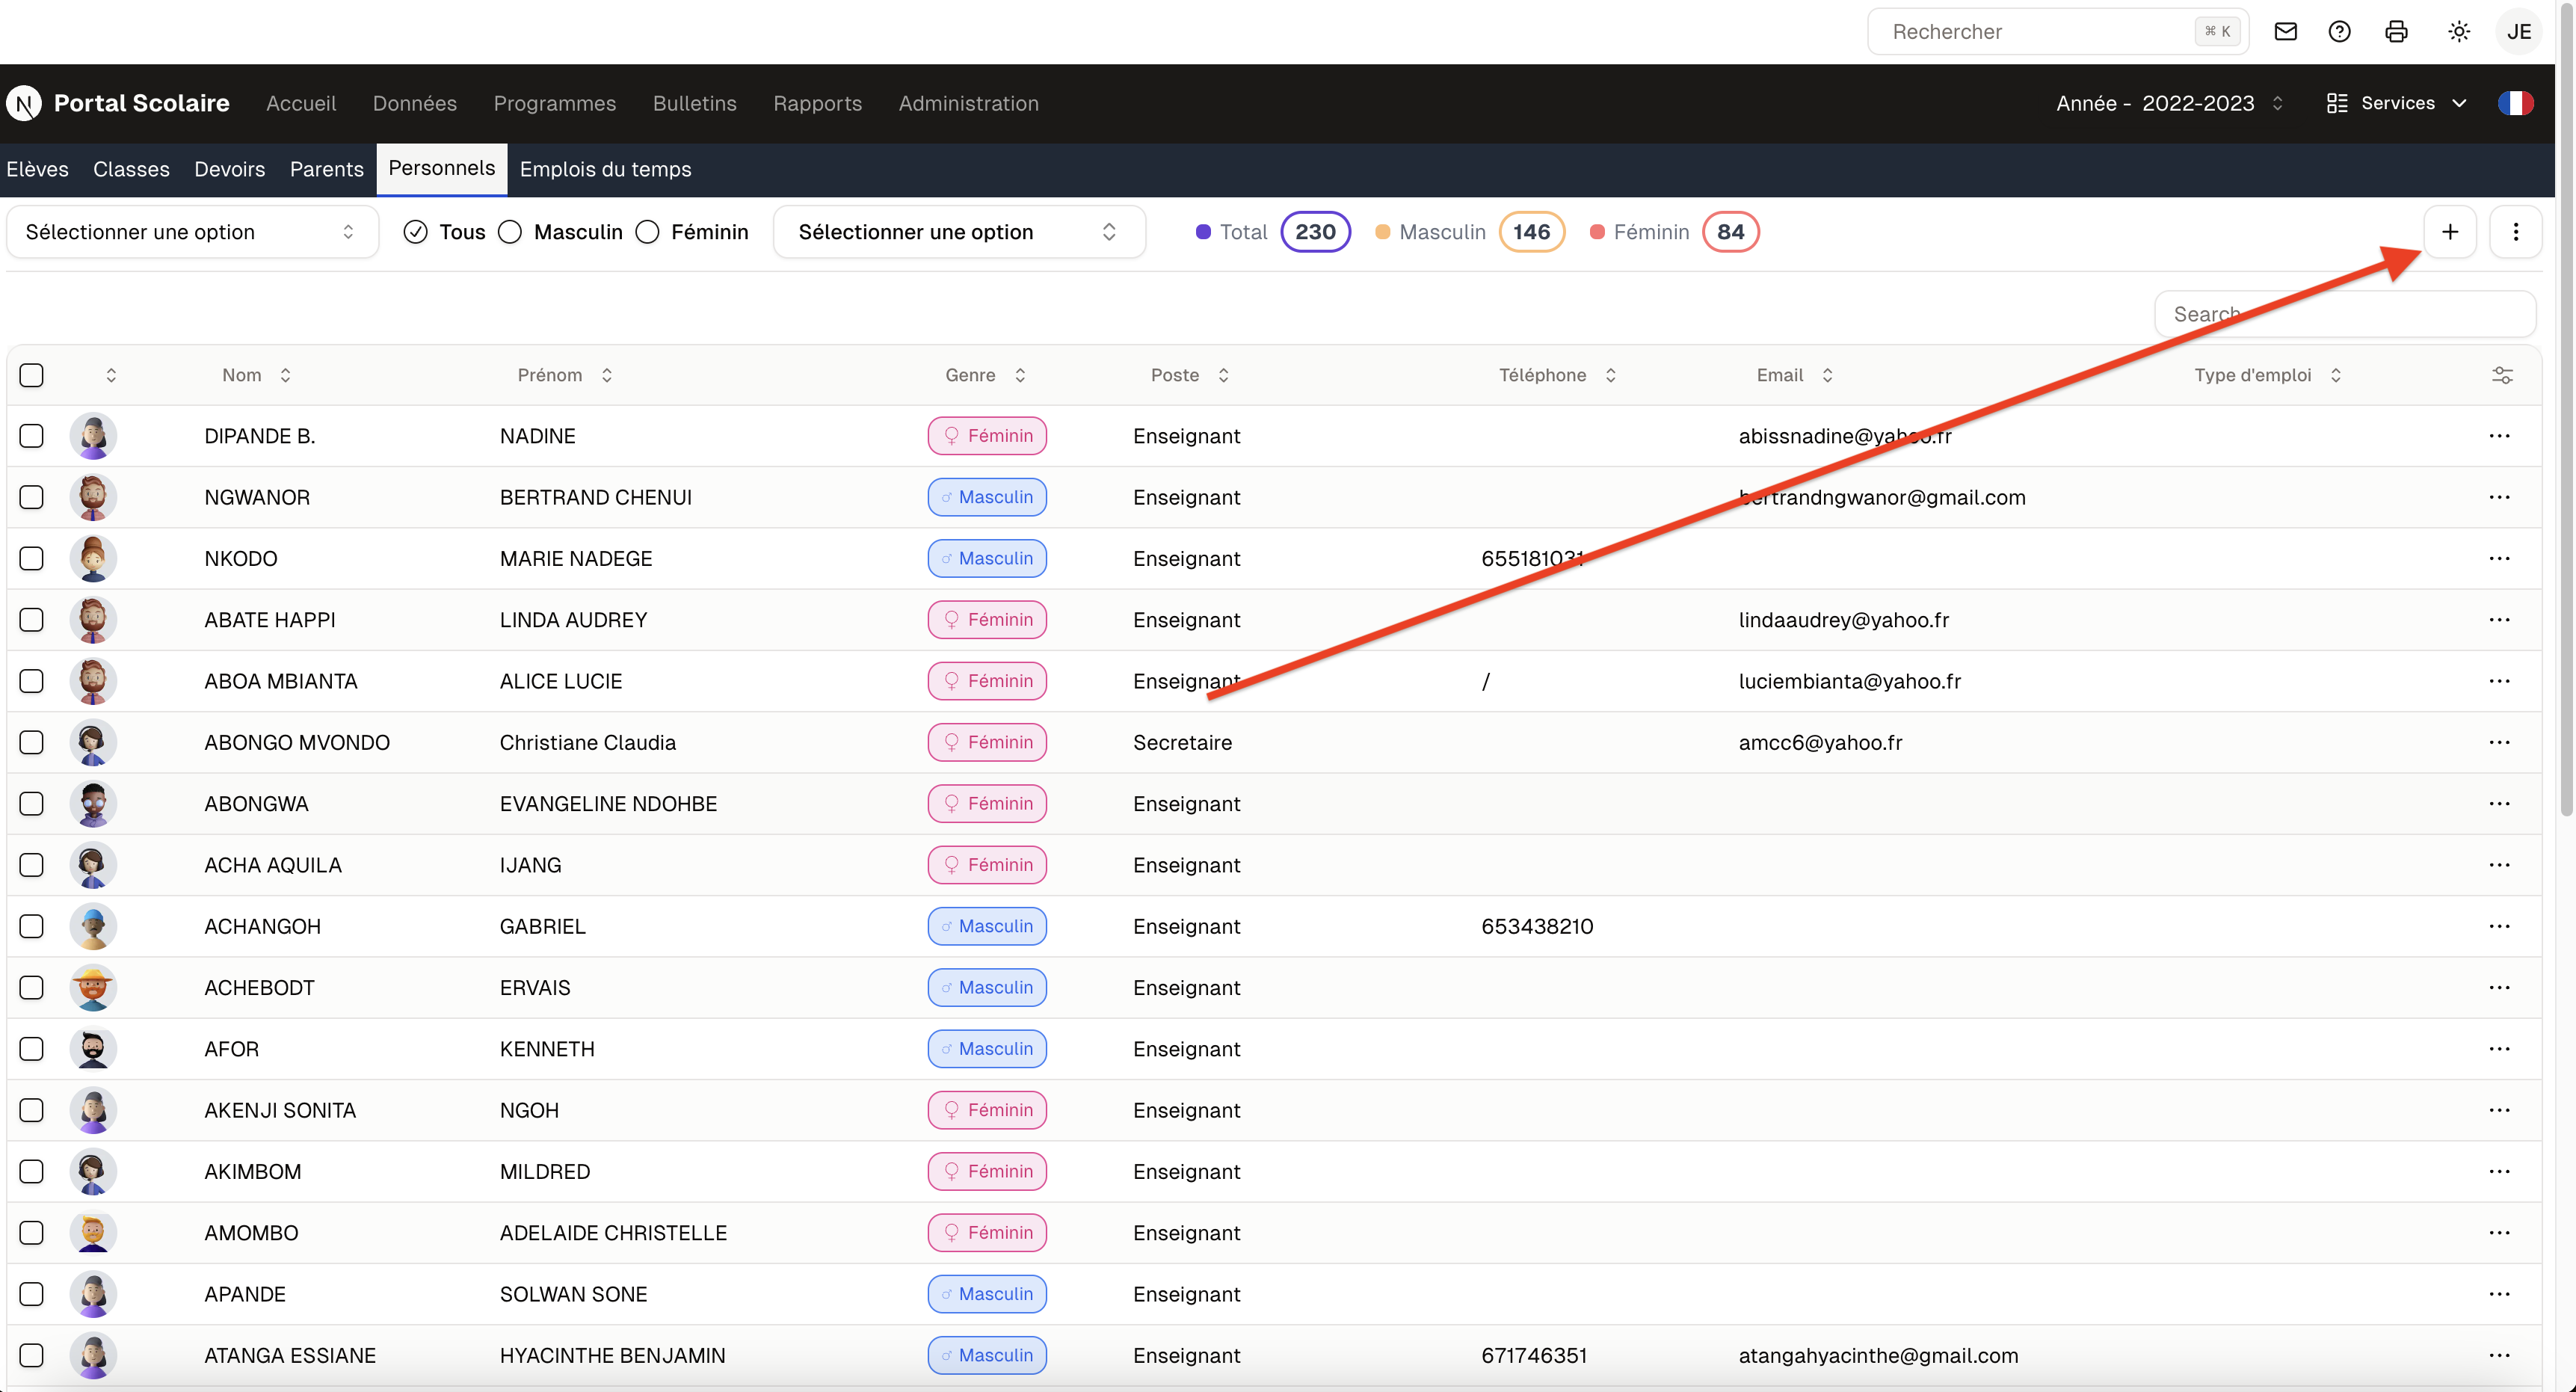 Rechercher ⌘ K JE
N Portal Scolaire Accueil Données Programmes Bulletins Rapports Administration Année - 2022-2023 Services
Elèves Classes Devoirs Parents Personnels Emplois du temps
Sélectionner une option Tous Masculin Féminin Sélectionner une option Total 230 Masculin 146 Féminin 84
Search
Nom Prénom Genre Poste Téléphone Email Type d'emploi
DIPANDE B. NADINE Féminin Enseignant abissnadine@yahoo.fr
NGWANOR BERTRAND CHENUI Masculin Enseignant bertrandngwanor@gmail.com
NKODO MARIE NADEGE Masculin Enseignant 655181031
ABATE HAPPI LINDA AUDREY Féminin Enseignant lindaaudrey@yahoo.fr
ABOA MBIANTA ALICE LUCIE Féminin Enseignant / luciembianta@yahoo.fr
ABONGO MVONDO Christiane Claudia Féminin Secretaire amcc6@yahoo.fr
ABONGWA EVANGELINE NDOHBE Féminin Enseignant
ACHA AQUILA IJANG Féminin Enseignant
ACHANGOH GABRIEL Masculin Enseignant 653438210
ACHEBODT ERVAIS Masculin Enseignant
AFOR KENNETH Masculin Enseignant
AKENJI SONITA NGOH Féminin Enseignant
AKIMBOM MILDRED Féminin Enseignant
AMOMBO ADELAIDE CHRISTELLE Féminin Enseignant
APANDE SOLWAN SONE Masculin Enseignant
ATANGA ESSIANE HYACINTHE BENJAMIN Masculin Enseignant 671746351 atangahyacinthe@gmail.com